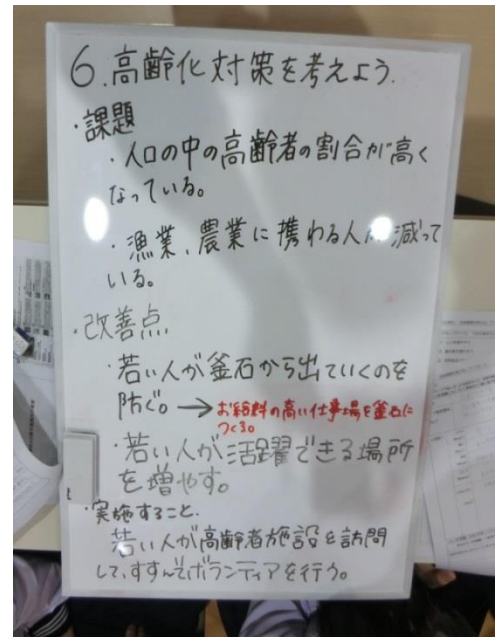 6.高齢化対策を考えよう.
・課題
・人口の中の高齢者の割合が高く
なっている。
・漁業、農業に携わる人が減って
いる。
・改善点
・若い人が釜石から出ていくのを
防ぐ。→お給料の高い仕事場を釜石に
つくる。
・若い人が活躍できる場所
を増やす。
・実施すること.
若い人が高齢者施設を訪問
して、すすんでボランティアを行う。